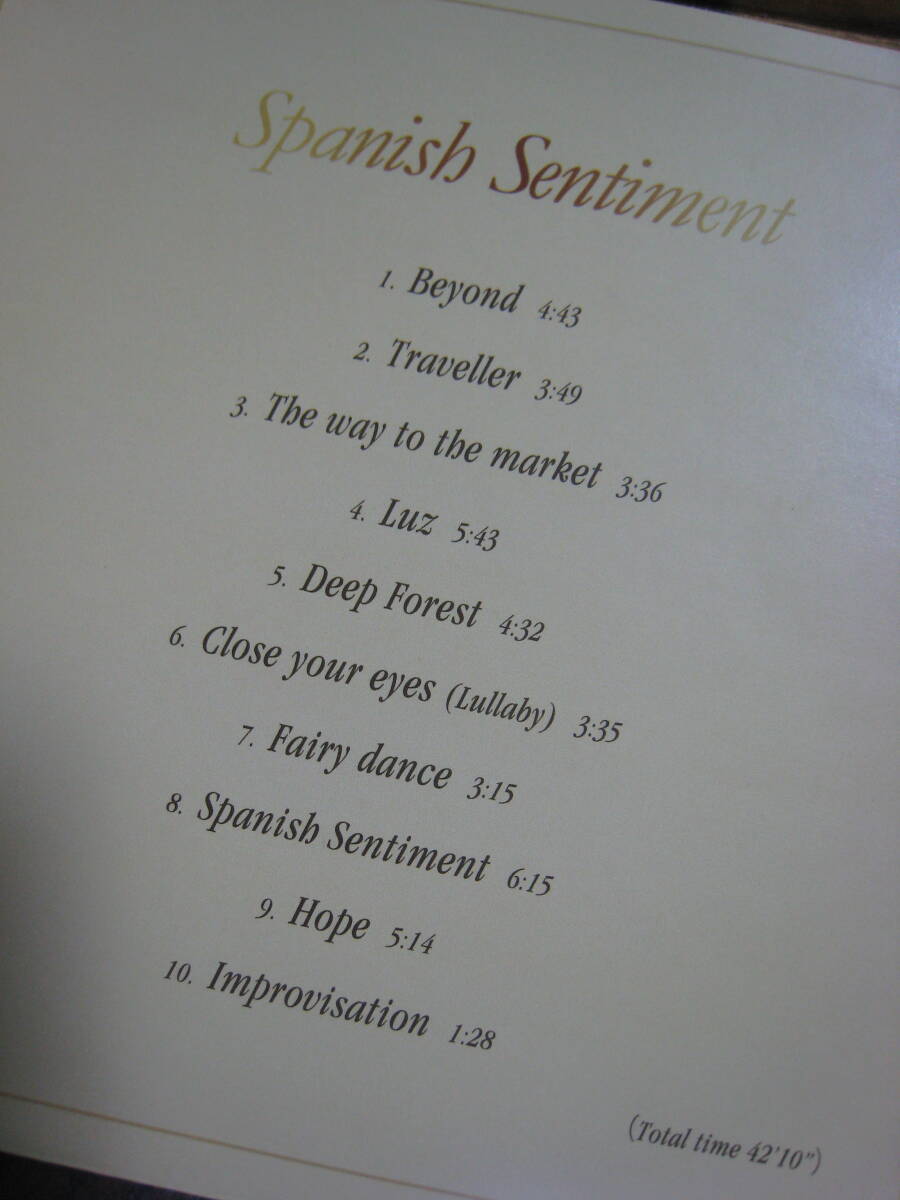 Spanish Sentiment
1. Beyond 4:43
2. Traveller 3:49
3. The way to the market 3:36
4. Luz 5:43
5. Deep Forest 4:32
6. Close your eyes (Lullaby) 3:35
7. Fairy dance 3:15
8. Spanish Sentiment 6:15
9. Hope 5:14
10. Improvisation 1:28
(Total time 42'10")